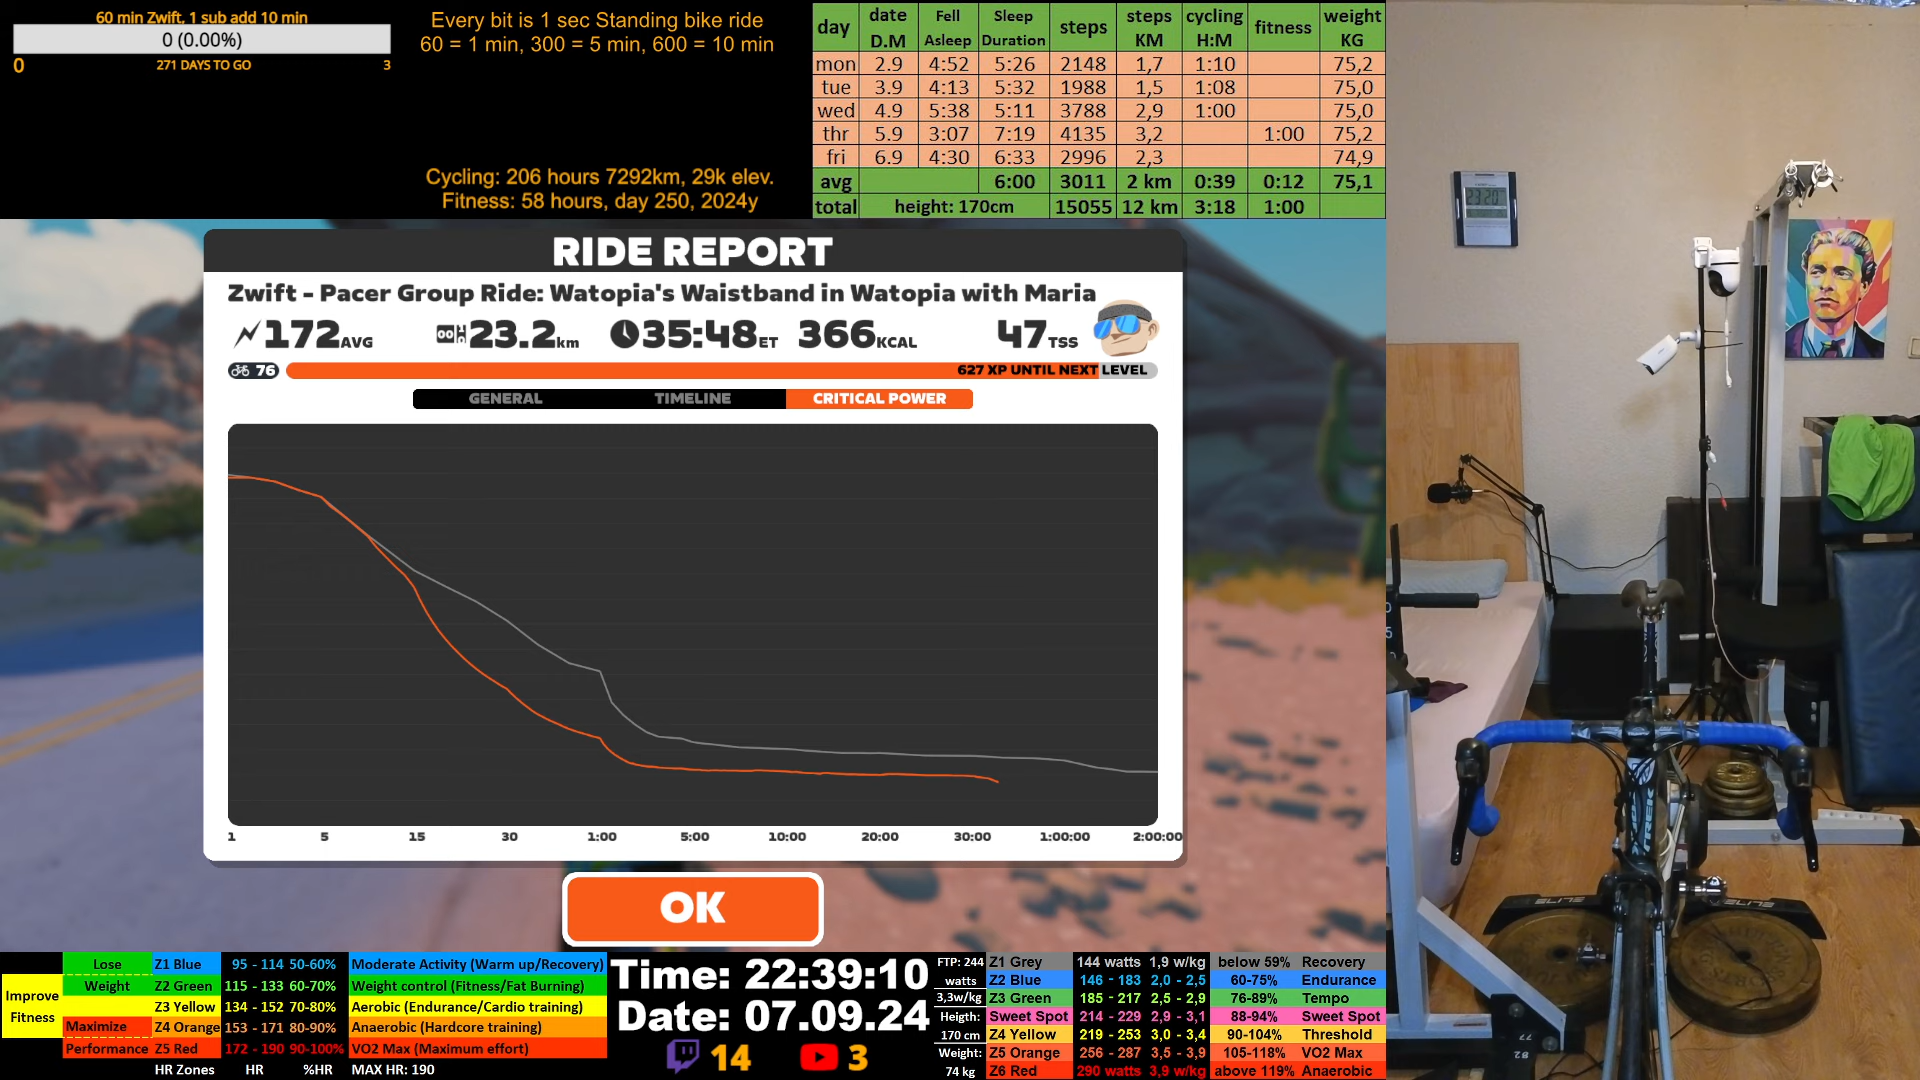 60 min Zwift, 1 sub add 10 min
0 (0.00%)
0 271 DAYS TO GO 3
Every bit is 1 sec Standing bike ride
60 = 1 min, 300 = 5 min, 600 = 10 min
Cycling: 206 hours 7292km, 29k elev.
Fitness: 58 hours, day 250, 2024y
day date D.M Fell Asleep Sleep Duration steps steps KM cycling H:M fitness weight KG
mon 2.9 4:52 5:26 2148 1,7 1:10 75,2
tue 3.9 4:13 5:32 1988 1,5 1:08 75,0
wed 4.9 5:38 5:11 3788 2,9 1:00 75,0
thr 5.9 3:07 7:19 4135 3,2 1:00 75,2
fri 6.9 4:30 6:33 2996 2,3 74,9
avg 6:00 3011 2 km 0:39 0:12 75,1
total height: 170cm 15055 12 km 3:18 1:00
RIDE REPORT
Zwift - Pacer Group Ride: Watopia's Waistband in Watopia with Maria
172AVG 23.2km 35:48ET 366KCAL 47TSS
76 627 XP UNTIL NEXT LEVEL
GENERAL TIMELINE CRITICAL POWER
1 5 15 30 1:00 5:00 10:00 20:00 30:00 1:00:00 2:00:00
OK
Improve Fitness
Lose Weight
Maximize Performance
Z1 Blue 95 - 114 50-60% Moderate Activity (Warm up/Recovery)
Z2 Green 115 - 133 60-70% Weight control (Fitness/Fat Burning)
Z3 Yellow 134 - 152 70-80% Aerobic (Endurance/Cardio training)
Z4 Orange 153 - 171 80-90% Anaerobic (Hardcore training)
Z5 Red 172 - 190 90-100% VO2 Max (Maximum effort)
HR Zones HR %HR MAX HR: 190
Time: 22:39:10
Date: 07.09.24
14 3
FTP: 244 watts
3,3w/kg
Heigth: 170 cm
Weight: 74 kg
Z1 Grey 144 watts 1,9 w/kg below 59% Recovery
Z2 Blue 146 - 183 2,0 - 2,5 60-75% Endurance
Z3 Green 185 - 217 2,5 - 2,9 76-89% Tempo
Sweet Spot 214 - 229 2,9 - 3,1 88-94% Sweet Spot
Z4 Yellow 219 - 253 3,0 - 3,4 90-104% Threshold
Z5 Orange 256 - 287 3,5 - 3,9 105-118% VO2 Max
Z6 Red 290 watts 3,9 w/kg above 119% Anaerobic
TREK
ELITE
ELITE